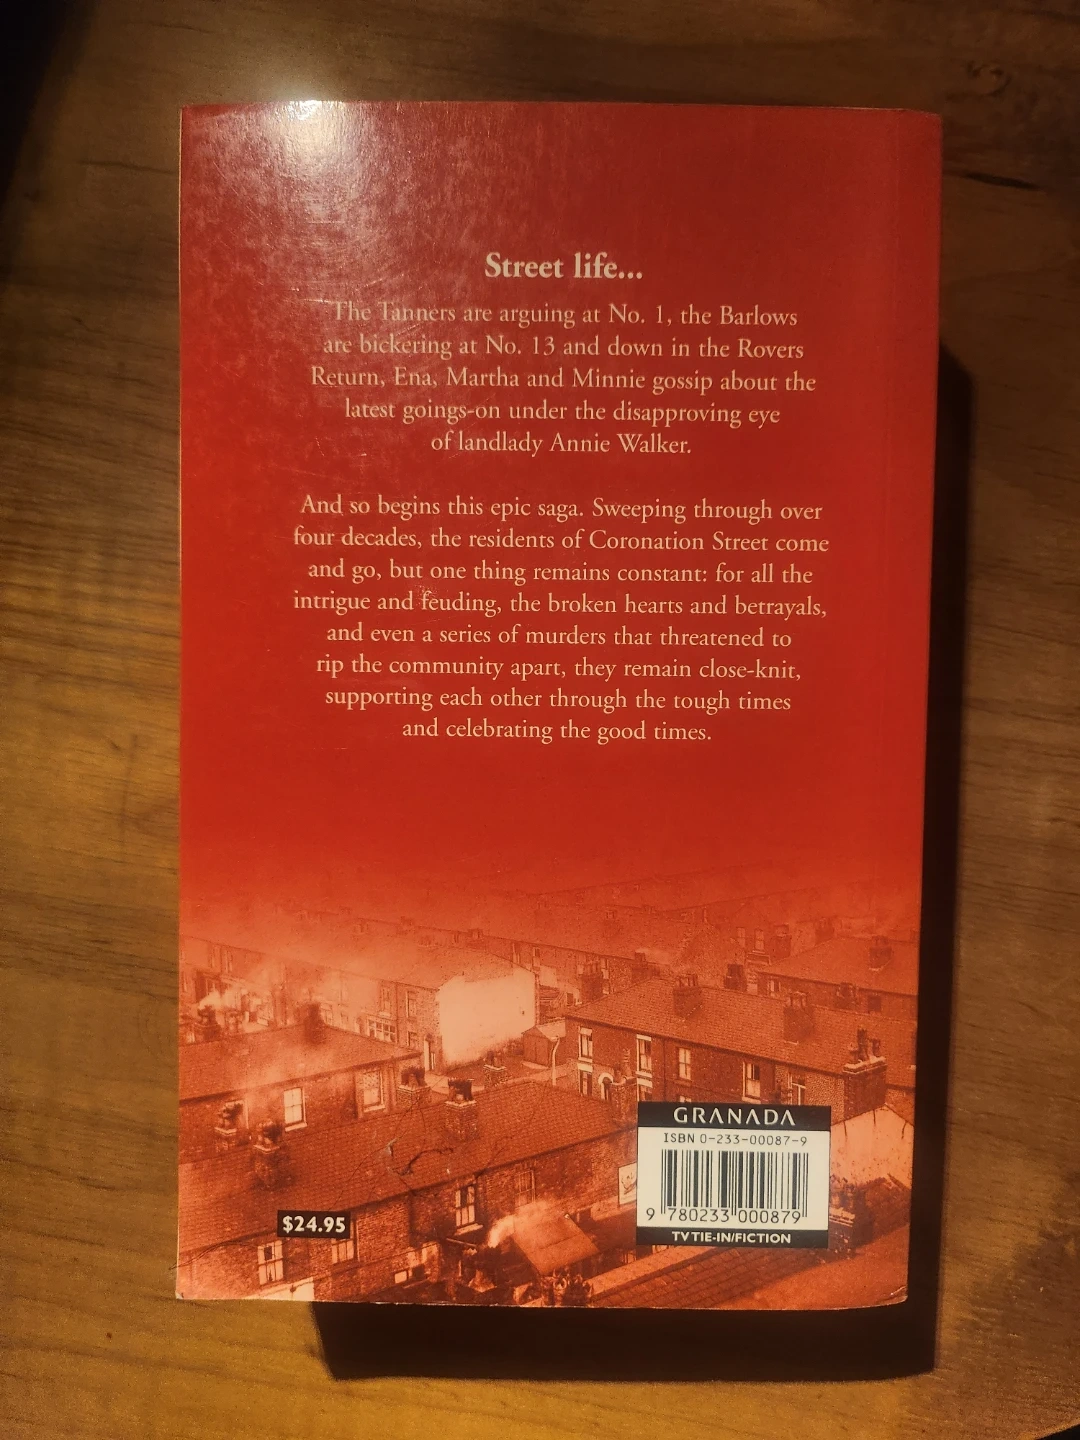 Street life...
The Tanners are arguing at No. 1, the Barlows
are bickering at No. 13 and down in the Rovers
Return, Ena, Martha and Minnie gossip about the
latest goings-on under the disapproving eye
of landlady Annie Walker.
And so begins this epic saga. Sweeping through over
four decades, the residents of Coronation Street come
and go, but one thing remains constant: for all the
intrigue and feuding, the broken hearts and betrayals,
and even a series of murders that threatened to
rip the community apart, they remain close-knit,
supporting each other through the tough times
and celebrating the good times.
GRANADA
ISBN 0-233-00087-9
9 780233 000879
TV TIE-IN/FICTION
$24.95